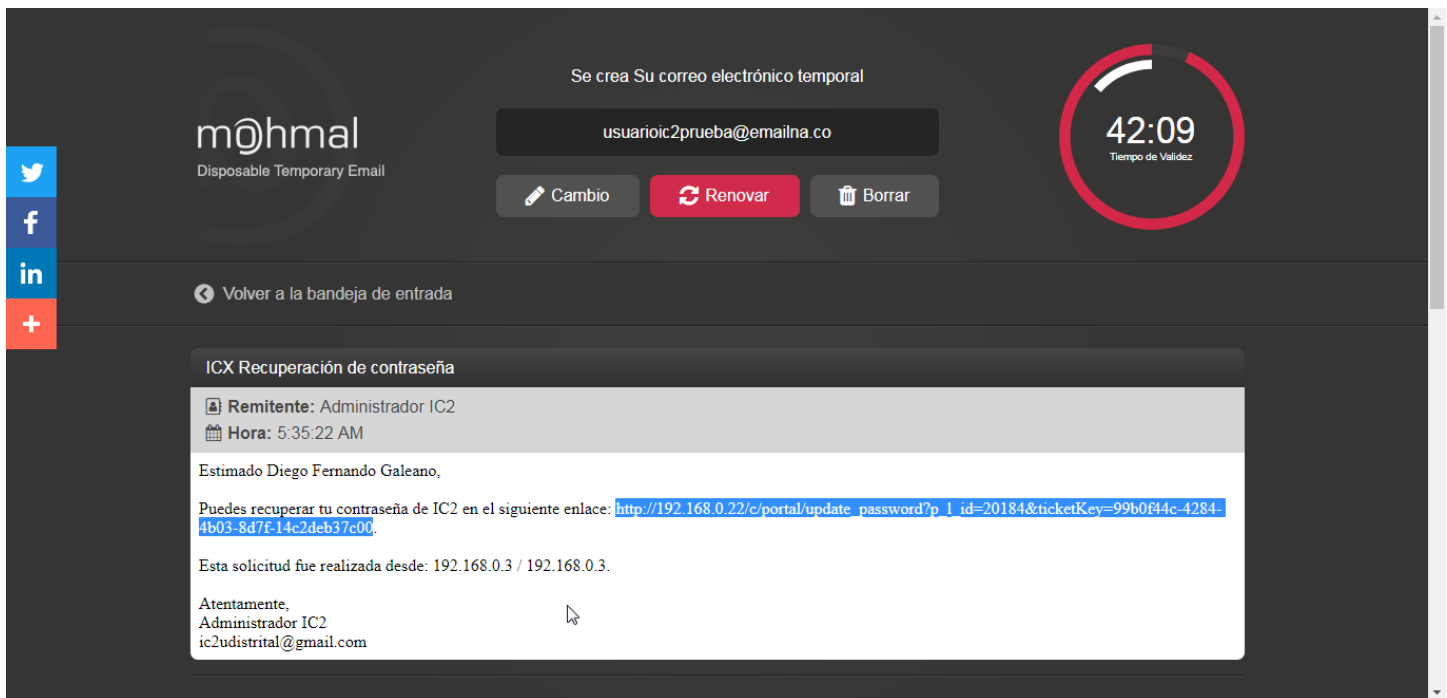 Se crea Su correo electrónico temporal
mohmal
Disposable Temporary Email
usuarioic2prueba@emailna.co
Cambio
Renovar
Borrar
42:09
Tiempo de Validez
Volver a la bandeja de entrada
ICX Recuperación de contraseña
Remitente: Administrador IC2
Hora: 5:35:22 AM
Estimado Diego Fernando Galeano,
Puedes recuperar tu contraseña de IC2 en el siguiente enlace: http://192.168.0.22/c/portal/update_password?p_l_id=20184&ticketKey=99b0f44c-4284-
4b03-8d7f-14c2deb37c00.
Esta solicitud fue realizada desde: 192.168.0.3 / 192.168.0.3.
Atentamente,
Administrador IC2
ic2udistrital@gmail.com